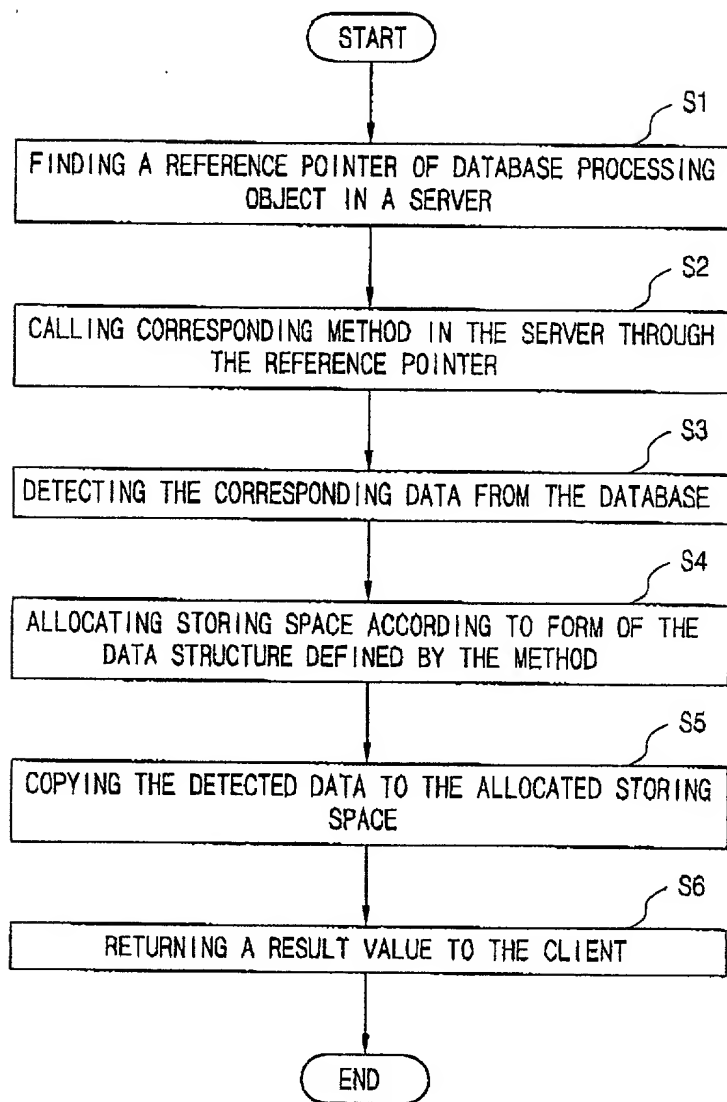 START
S1
FINDING A REFERENCE POINTER OF DATABASE PROCESSING
OBJECT IN A SERVER
S2
CALLING CORRESPONDING METHOD IN THE SERVER THROUGH
THE REFERENCE POINTER
S3
DETECTING THE CORRESPONDING DATA FROM THE DATABASE
S4
ALLOCATING STORING SPACE ACCORDING TO FORM OF THE
DATA STRUCTURE DEFINED BY THE METHOD
S5
COPYING THE DETECTED DATA TO THE ALLOCATED STORING
SPACE
S6
RETURNING A RESULT VALUE TO THE CLIENT
END